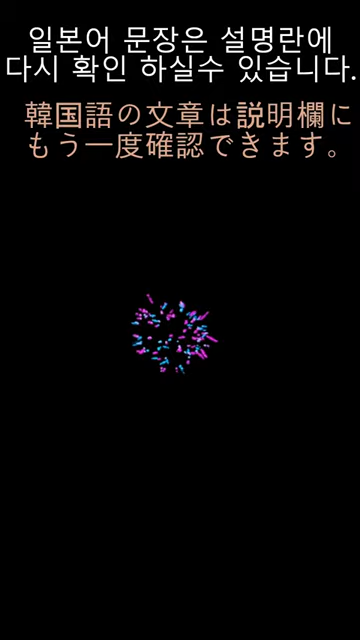 일본어 문장은 설명란에
다시 확인 하실수 있습니다.
韓国語の文章は説明欄に
もう一度確認できます。